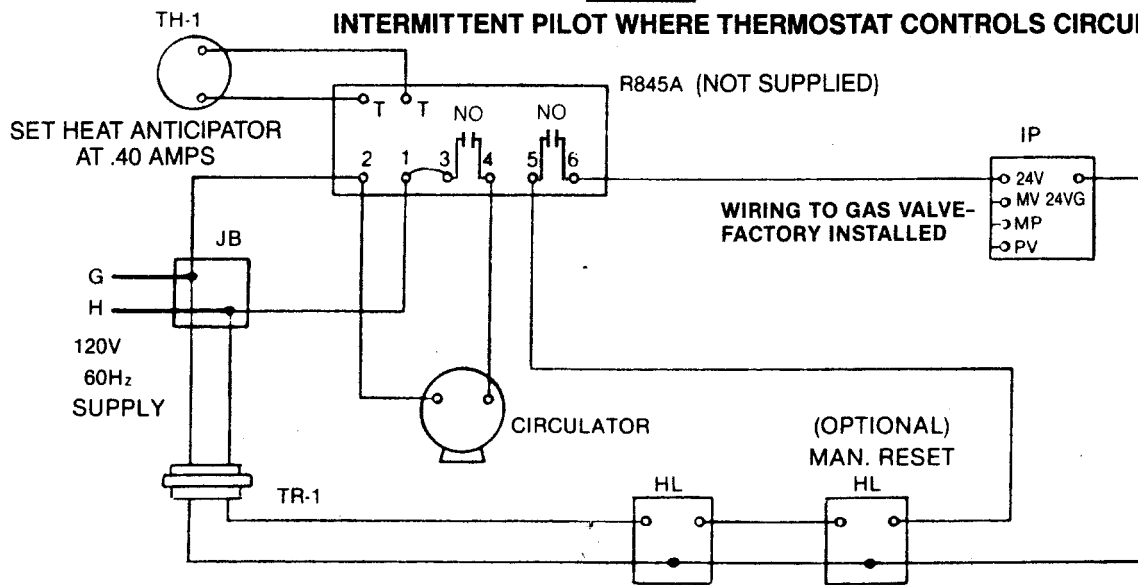 TH-1
INTERMITTENT PILOT WHERE THERMOSTAT CONTROLS CIRCUI
R845A (NOT SUPPLIED)
SET HEAT ANTICIPATOR
AT .40 AMPS
T T NO NO
2 1 3 4 5 6
IP
24V
MV 24VG
MP
PV
WIRING TO GAS VALVE-
FACTORY INSTALLED
JB
G
H
120V
60Hz
SUPPLY
CIRCULATOR
(OPTIONAL)
MAN. RESET
TR-1
HL
HL